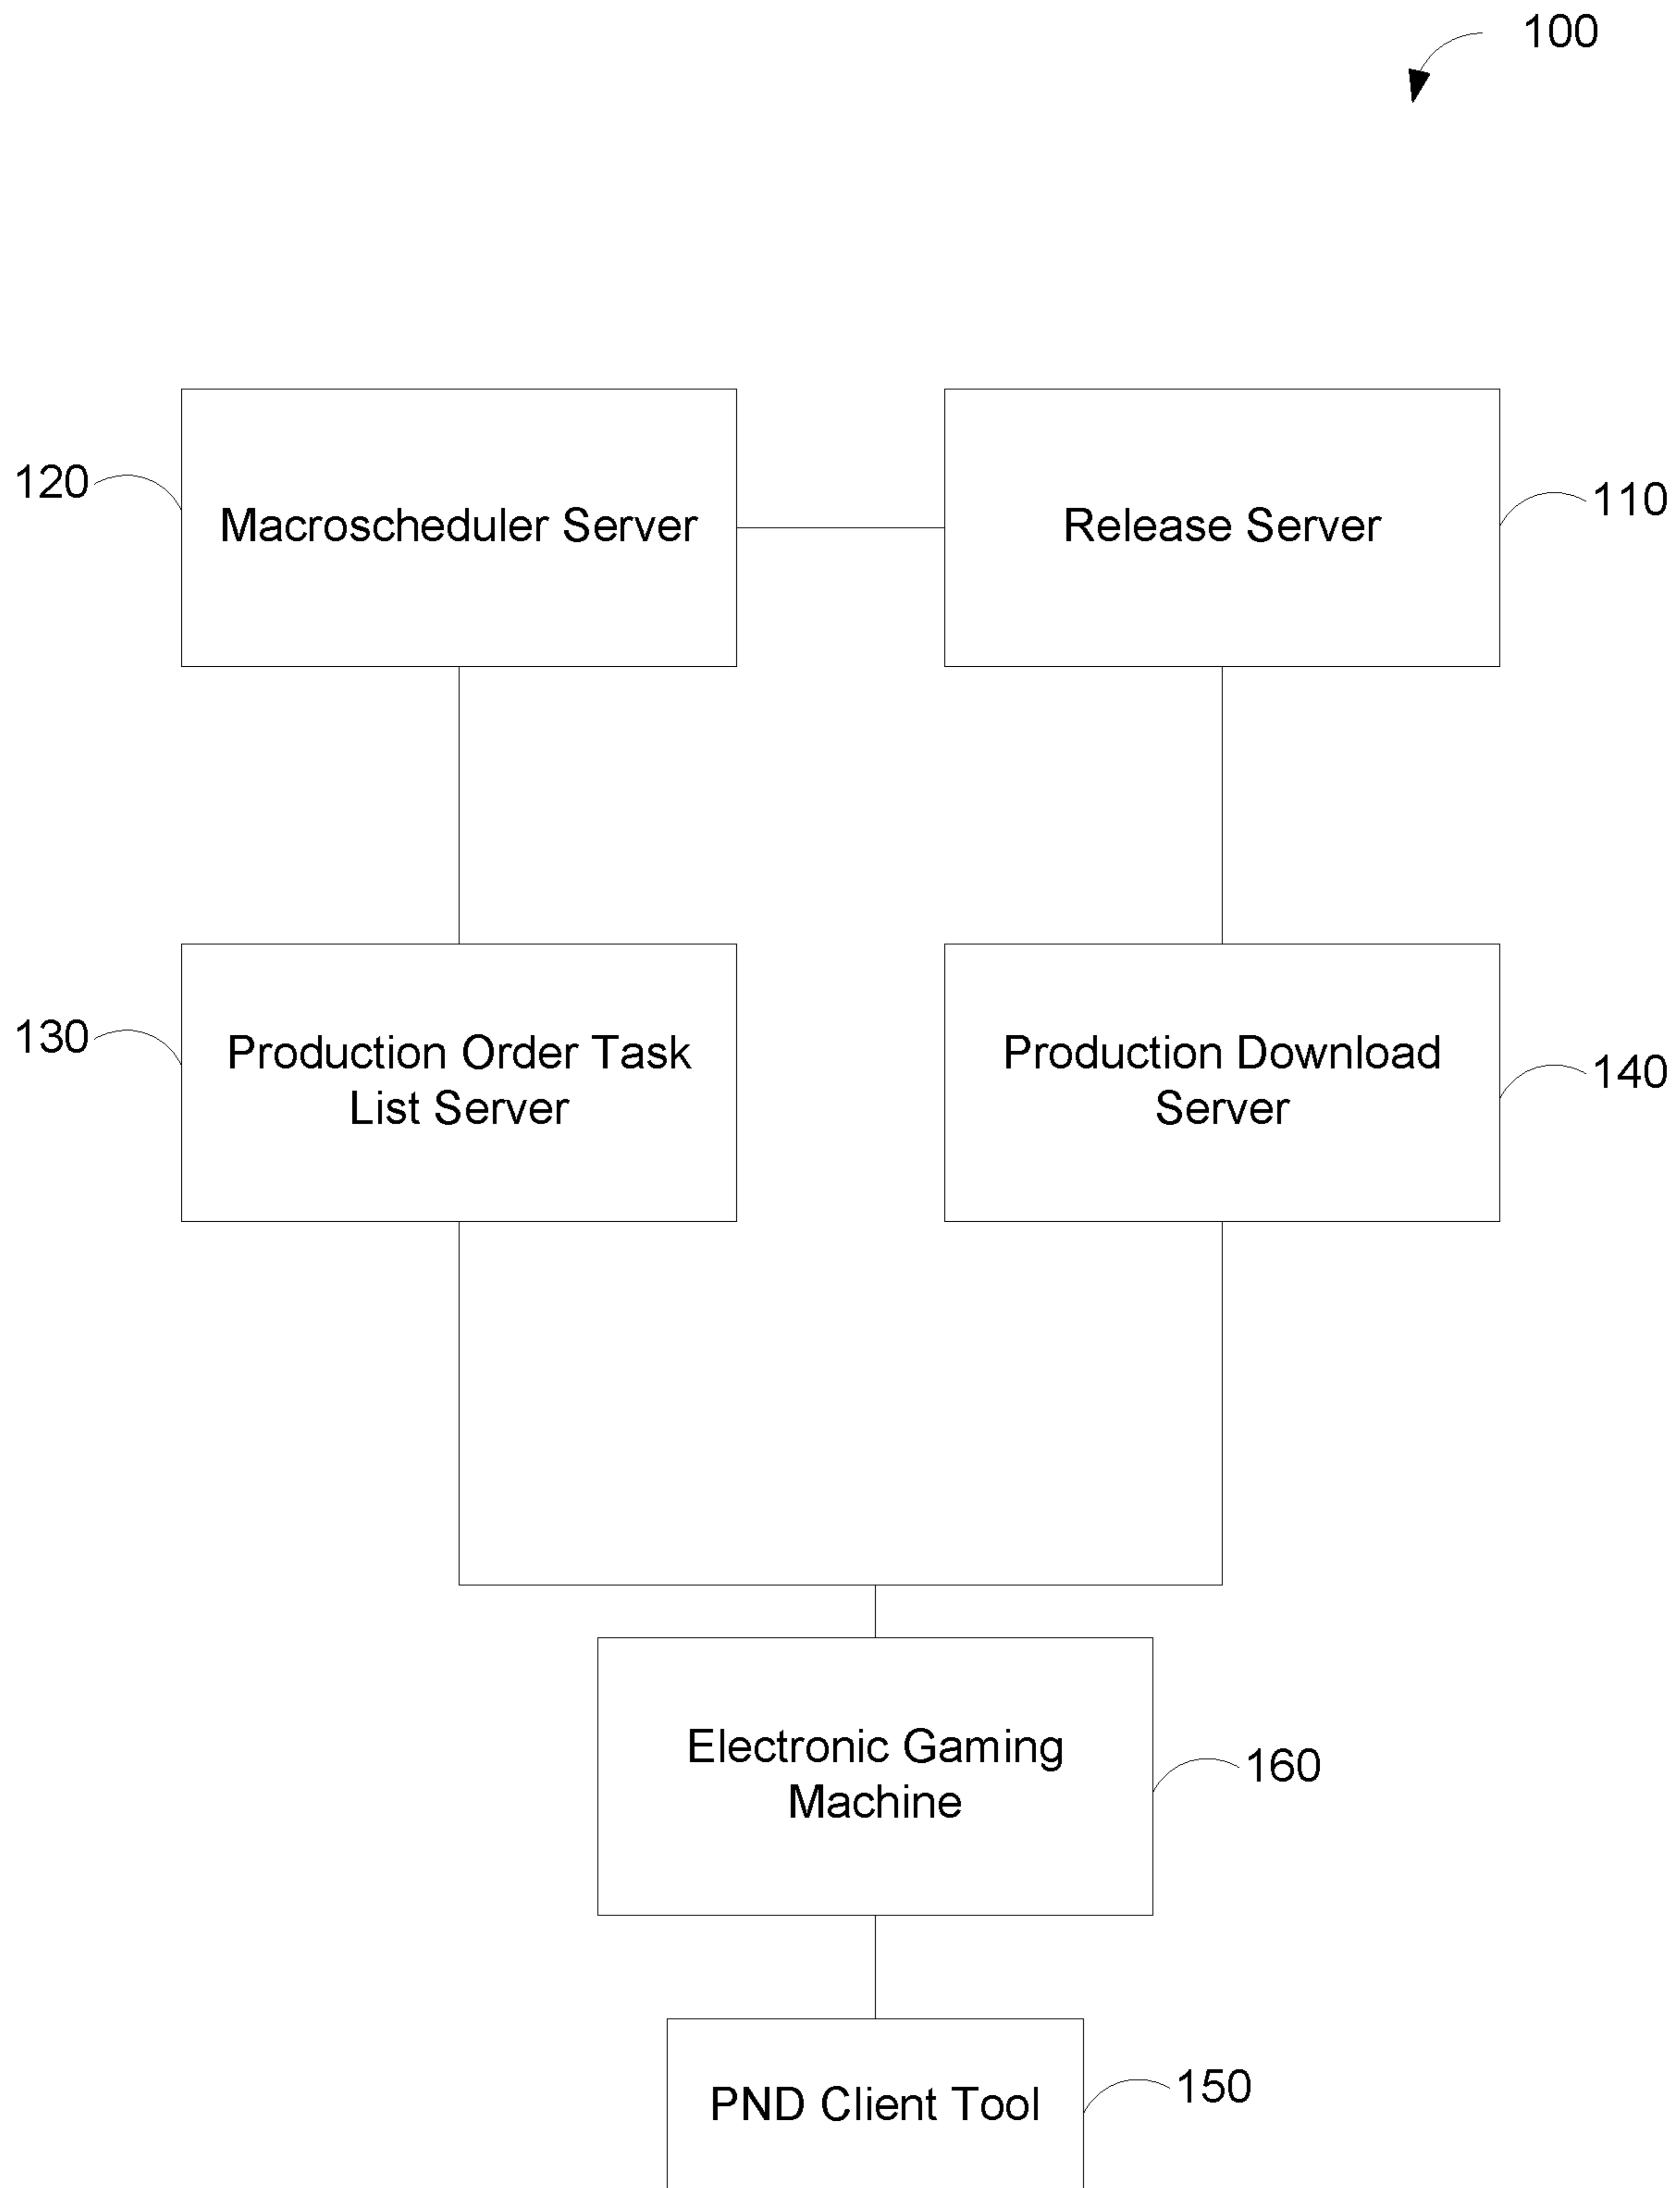 100
120
Macroscheduler Server
Release Server
110
130
Production Order Task
List Server
Production Download
Server
140
Electronic Gaming
Machine
160
PND Client Tool
150